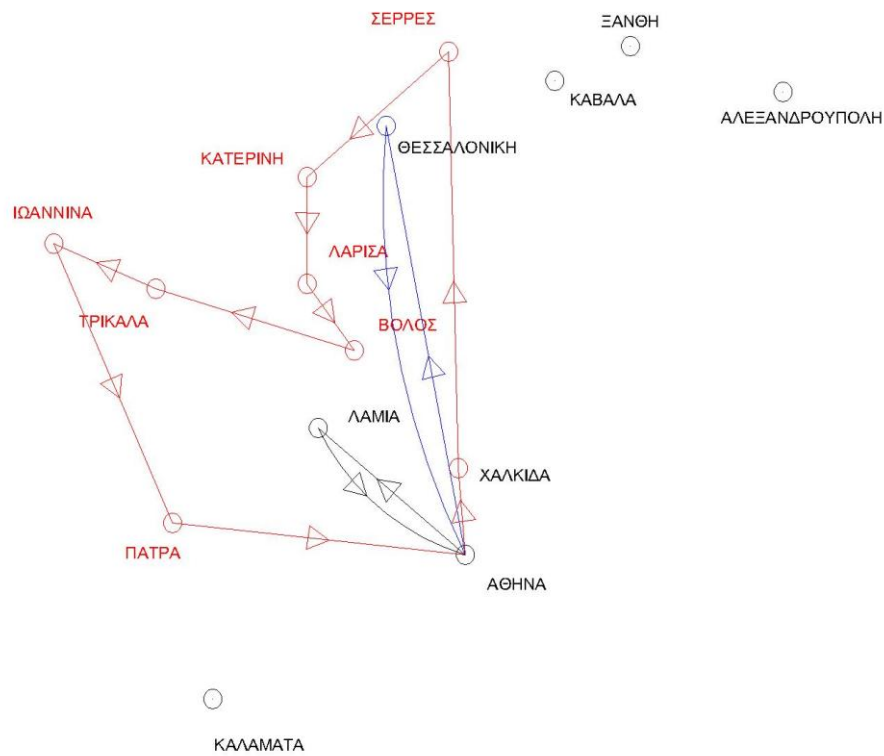 ΣΕΡΡΕΣ
ΞΑΝΘΗ
ΚΑΒΑΛΑ
ΑΛΕΞΑΝΔΡΟΥΠΟΛΗ
ΘΕΣΣΑΛΟΝΙΚΗ
ΚΑΤΕΡΙΝΗ
ΙΩΑΝΝΙΝΑ
ΛΑΡΙΣΑ
ΤΡΙΚΑΛΑ
ΒΟΛΟΣ
ΛΑΜΙΑ
ΧΑΛΚΙΔΑ
ΠΑΤΡΑ
ΑΘΗΝΑ
ΚΑΛΑΜΑΤΑ